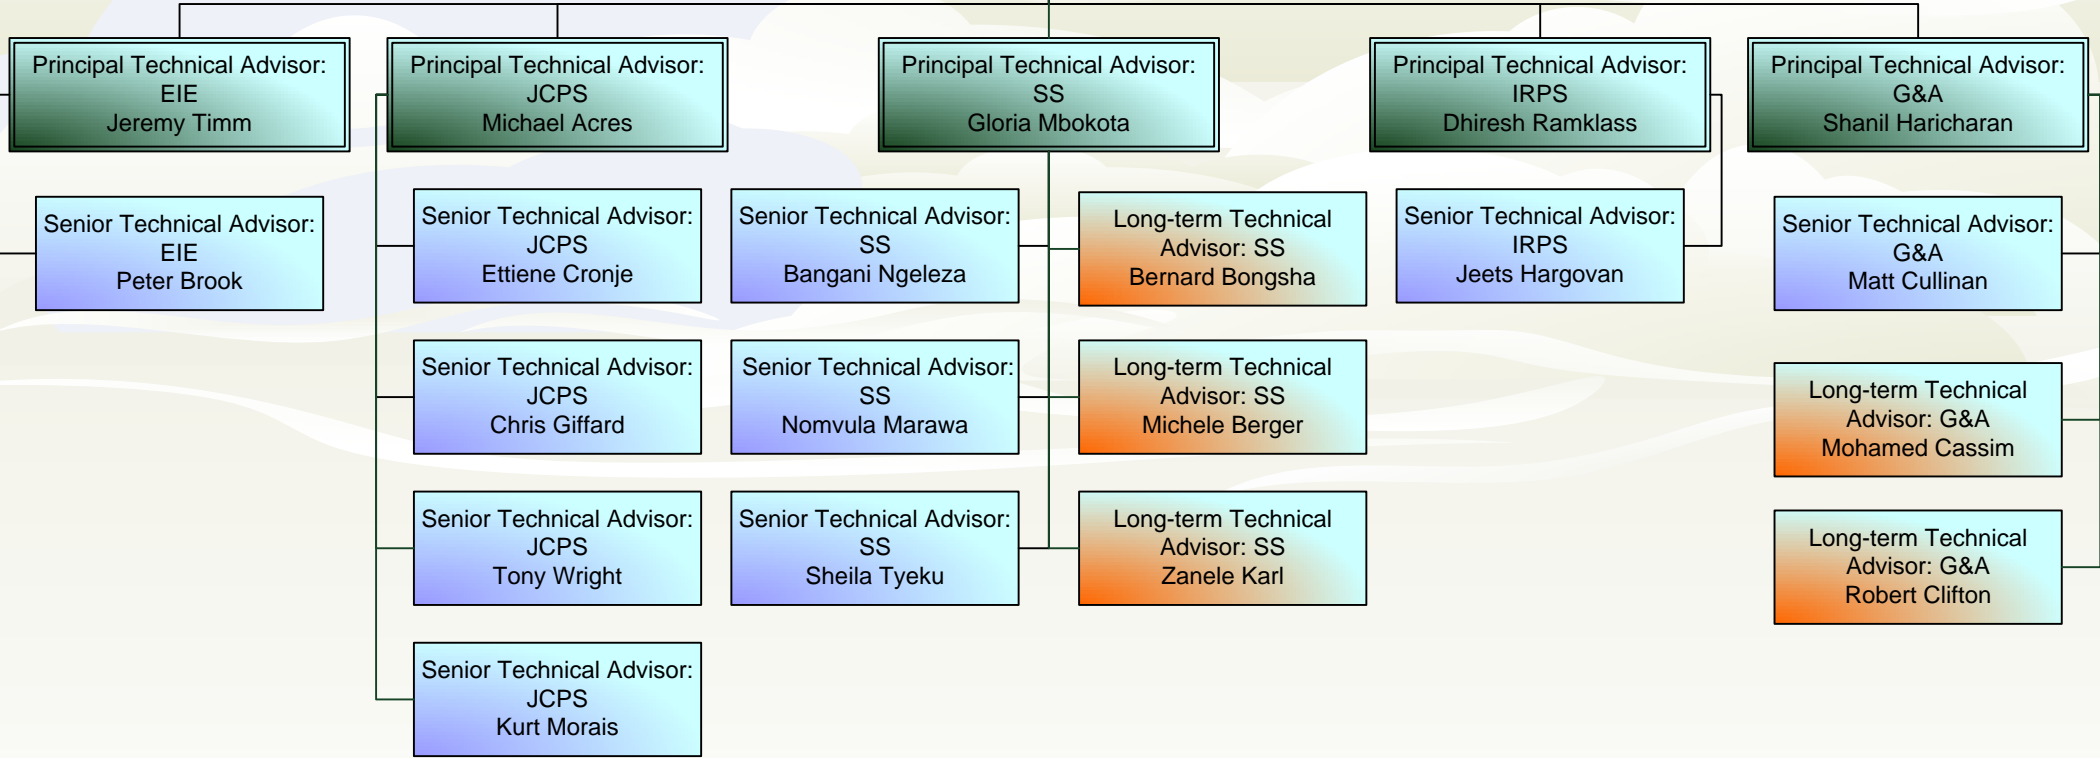 Principal Technical Advisor:
EIE
Jeremy Timm
Principal Technical Advisor:
JCPS
Michael Acres
Principal Technical Advisor:
SS
Gloria Mbokota
Principal Technical Advisor:
IRPS
Dhiresh Ramklass
Principal Technical Advisor:
G&A
Shanil Haricharan
Senior Technical Advisor:
EIE
Peter Brook
Senior Technical Advisor:
JCPS
Ettiene Cronje
Senior Technical Advisor:
SS
Bangani Ngeleza
Long-term Technical
Advisor: SS
Bernard Bongsha
Senior Technical Advisor:
IRPS
Jeets Hargovan
Senior Technical Advisor:
G&A
Matt Cullinan
Senior Technical Advisor:
JCPS
Chris Giffard
Senior Technical Advisor:
SS
Nomvula Marawa
Long-term Technical
Advisor: SS
Michele Berger
Long-term Technical
Advisor: G&A
Mohamed Cassim
Senior Technical Advisor:
JCPS
Tony Wright
Senior Technical Advisor:
SS
Sheila Tyeku
Long-term Technical
Advisor: SS
Zanele Karl
Long-term Technical
Advisor: G&A
Robert Clifton
Senior Technical Advisor:
JCPS
Kurt Morais